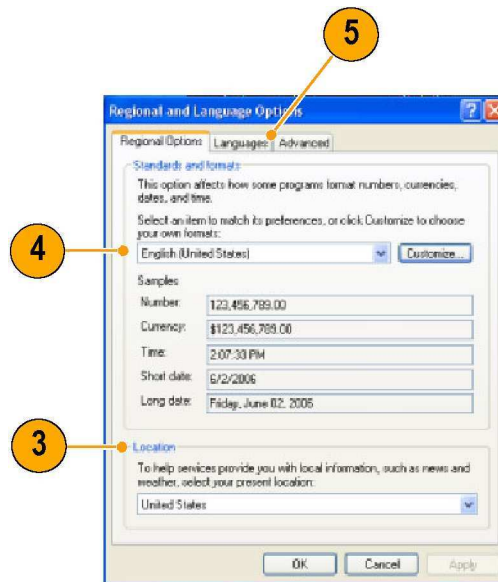 5
Regional and Language Options
Regional Options Languages Advanced
Standards and formats
This option affects how some programs format numbers, currencies,
dates, and time.
Select an item to match its preferences, or click Customize to choose
your own formats:
4
English (United States) Customize...
Samples
Number: 123,456,789.00
Currency: $123,456,789.00
Time: 2:07:33 PM
Short date: 6/2/2006
Long date: Friday, June 02, 2006
3
Location
To help services provide you with local information, such as news and
weather, select your present location:
United States
OK Cancel Apply